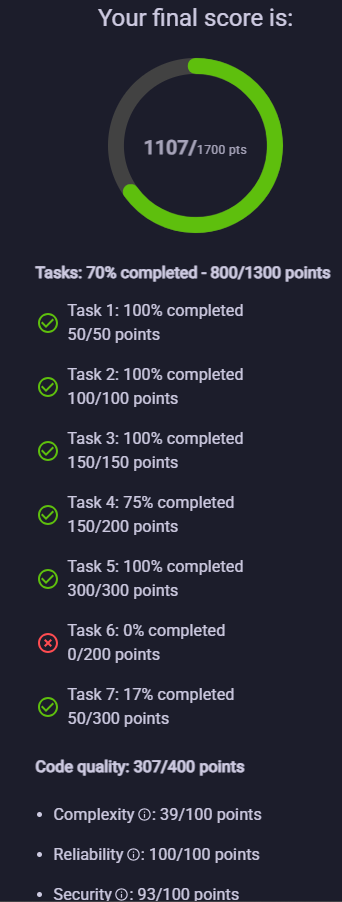 Your final score is:
1107/1700 pts
Tasks: 70% completed - 800/1300 points
Task 1: 100% completed
50/50 points
Task 2: 100% completed
100/100 points
Task 3: 100% completed
150/150 points
Task 4: 75% completed
150/200 points
Task 5: 100% completed
300/300 points
Task 6: 0% completed
0/200 points
Task 7: 17% completed
50/300 points
Code quality: 307/400 points
• Complexity ⓘ: 39/100 points
• Reliability ⓘ: 100/100 points
• Security ⓘ: 93/100 points